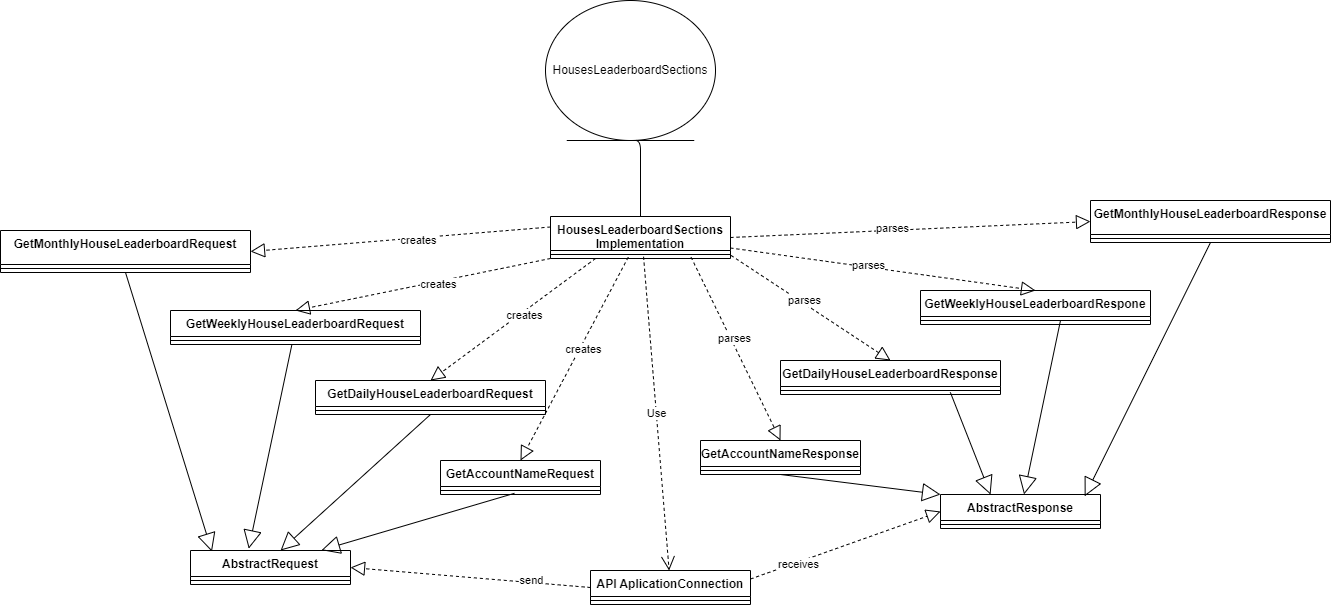 HousesLeaderboardSections
GetMonthlyHouseLeaderboardResponse
HousesLeaderboardSections
Implementation
parses
GetMonthlyHouseLeaderboardRequest
creates
parses
creates
GetWeeklyHouseLeaderboardRespone
parses
GetWeeklyHouseLeaderboardRequest
creates
parses
creates
GetDailyHouseLeaderboardResponse
GetDailyHouseLeaderboardRequest
Use
GetAccountNameResponse
GetAccountNameRequest
AbstractResponse
AbstractRequest
receives
send
API AplicationConnection